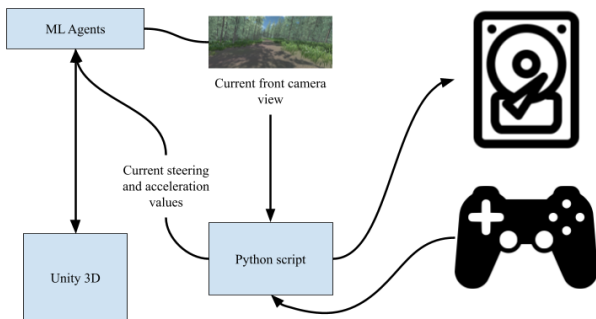 ML Agents
Current front camera
view
Current steering
and acceleration
values
Python script
Unity 3D